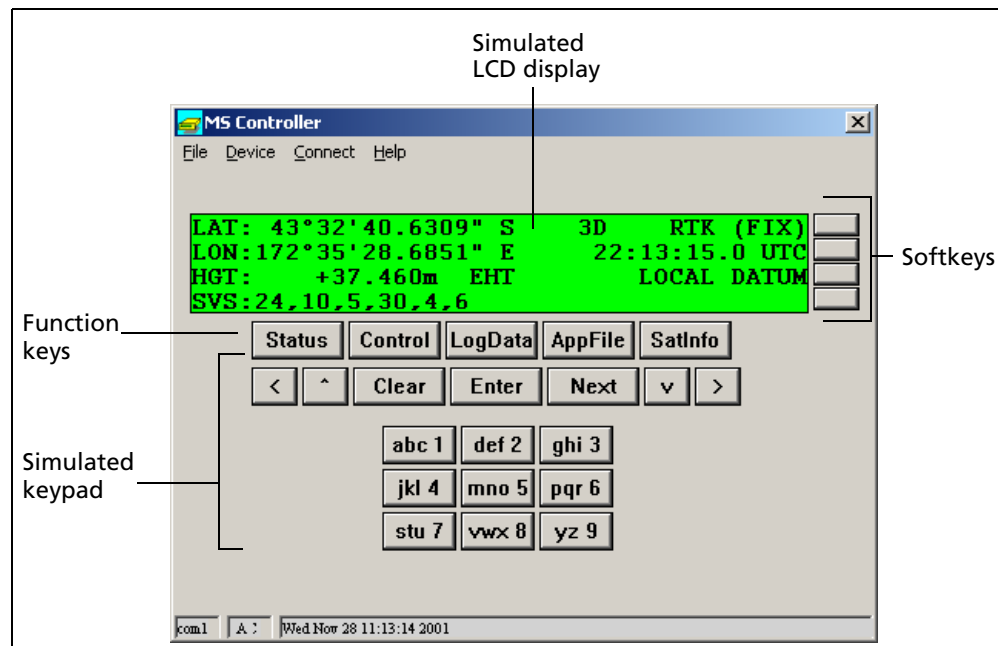 Simulated
LCD display
MS Controller
File Device Connect Help
LAT: 43°32'40.6309" S 3D RTK (FIX)
LON:172°35'28.6851" E 22:13:15.0 UTC
HGT: +37.460m EHT LOCAL DATUM
SVS:24,10,5,30,4,6
Softkeys
Function
keys
Status Control LogData AppFile SatInfo
< ^ Clear Enter Next v >
Simulated
keypad
abc 1 def 2 ghi 3
jkl 4 mno 5 pqr 6
stu 7 vwx 8 yz 9
com1 A Wed Nov 28 11:13:14 2001